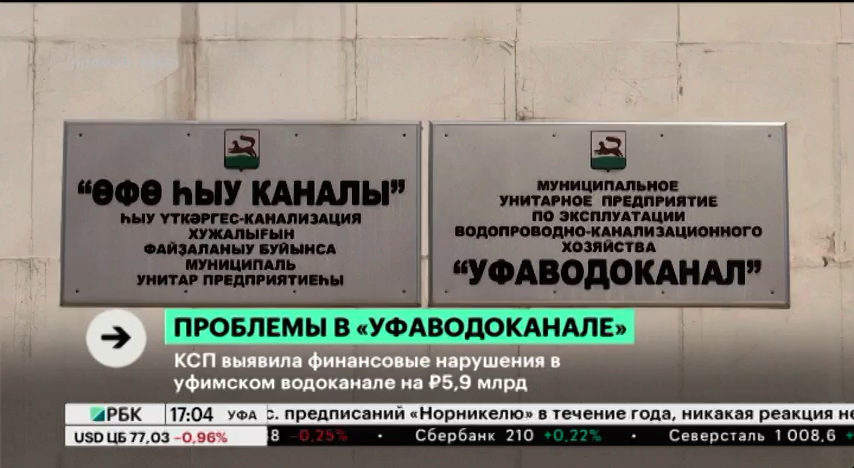 “ӨФӨ ҺЫУ КАНАЛЫ”
ҺЫУ ҮТКӘРГЕС-КАНАЛИЗАЦИЯ
ХУЖАЛЫҒЫН
ФАЙҘАЛАНЫУ БУЙЫНСА
МУНИЦИПАЛЬ
УНИТАР ПРЕДПРИЯТИЕҺЫ
МУНИЦИПАЛЬНОЕ
УНИТАРНОЕ ПРЕДПРИЯТИЕ
ПО ЭКСПЛУАТАЦИИ
ВОДОПРОВОДНО-КАНАЛИЗАЦИОННОГО
ХОЗЯЙСТВА
“УФАВОДОКАНАЛ”
ПРОБЛЕМЫ В «УФАВОДОКАНАЛЕ»
КСП выявила финансовые нарушения в
уфимском водоканале на ₽5,9 млрд
РБК 17:04 УФА с. предписаний «Норникелю» в течение года, никакая реакция не
USD ЦБ 77,03 -0,96% 8 -0,25% • Сбербанк 210 +0,22% • Северсталь 1 008,6 +